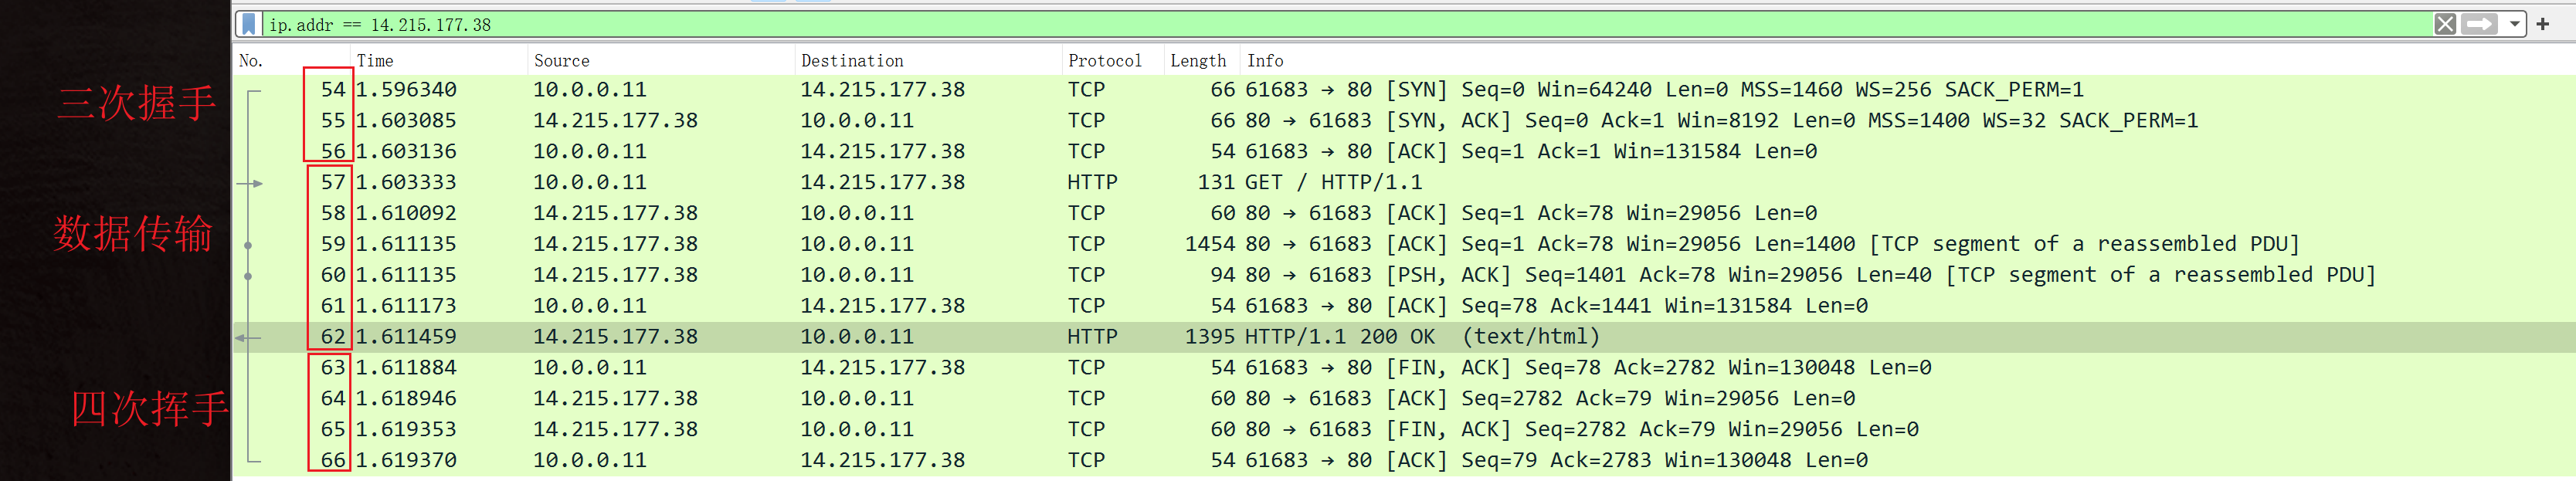 ip.addr == 14.215.177.38
No. Time Source Destination Protocol Length Info
三次握手
54 1.596340 10.0.0.11 14.215.177.38 TCP 66 61683 → 80 [SYN] Seq=0 Win=64240 Len=0 MSS=1460 WS=256 SACK_PERM=1
55 1.603085 14.215.177.38 10.0.0.11 TCP 66 80 → 61683 [SYN, ACK] Seq=0 Ack=1 Win=8192 Len=0 MSS=1400 WS=32 SACK_PERM=1
56 1.603136 10.0.0.11 14.215.177.38 TCP 54 61683 → 80 [ACK] Seq=1 Ack=1 Win=131584 Len=0
数据传输
57 1.603333 10.0.0.11 14.215.177.38 HTTP 131 GET / HTTP/1.1
58 1.610092 14.215.177.38 10.0.0.11 TCP 60 80 → 61683 [ACK] Seq=1 Ack=78 Win=29056 Len=0
59 1.611135 14.215.177.38 10.0.0.11 TCP 1454 80 → 61683 [ACK] Seq=1 Ack=78 Win=29056 Len=1400 [TCP segment of a reassembled PDU]
60 1.611135 14.215.177.38 10.0.0.11 TCP 94 80 → 61683 [PSH, ACK] Seq=1401 Ack=78 Win=29056 Len=40 [TCP segment of a reassembled PDU]
61 1.611173 10.0.0.11 14.215.177.38 TCP 54 61683 → 80 [ACK] Seq=78 Ack=1441 Win=131584 Len=0
62 1.611459 14.215.177.38 10.0.0.11 HTTP 1395 HTTP/1.1 200 OK (text/html)
四次挥手
63 1.611884 10.0.0.11 14.215.177.38 TCP 54 61683 → 80 [FIN, ACK] Seq=78 Ack=2782 Win=130048 Len=0
64 1.618946 14.215.177.38 10.0.0.11 TCP 60 80 → 61683 [ACK] Seq=2782 Ack=79 Win=29056 Len=0
65 1.619353 14.215.177.38 10.0.0.11 TCP 60 80 → 61683 [FIN, ACK] Seq=2782 Ack=79 Win=29056 Len=0
66 1.619370 10.0.0.11 14.215.177.38 TCP 54 61683 → 80 [ACK] Seq=79 Ack=2783 Win=130048 Len=0